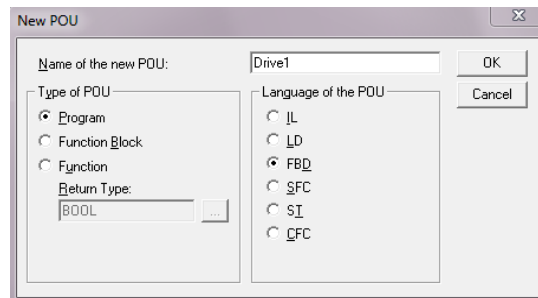 New POU
Name of the new POU:
Drive1
OK
Cancel
Type of POU
Program
Function Block
Function
Return Type:
BOOL
...
Language of the POU
IL
LD
FBD
SFC
ST
CFC